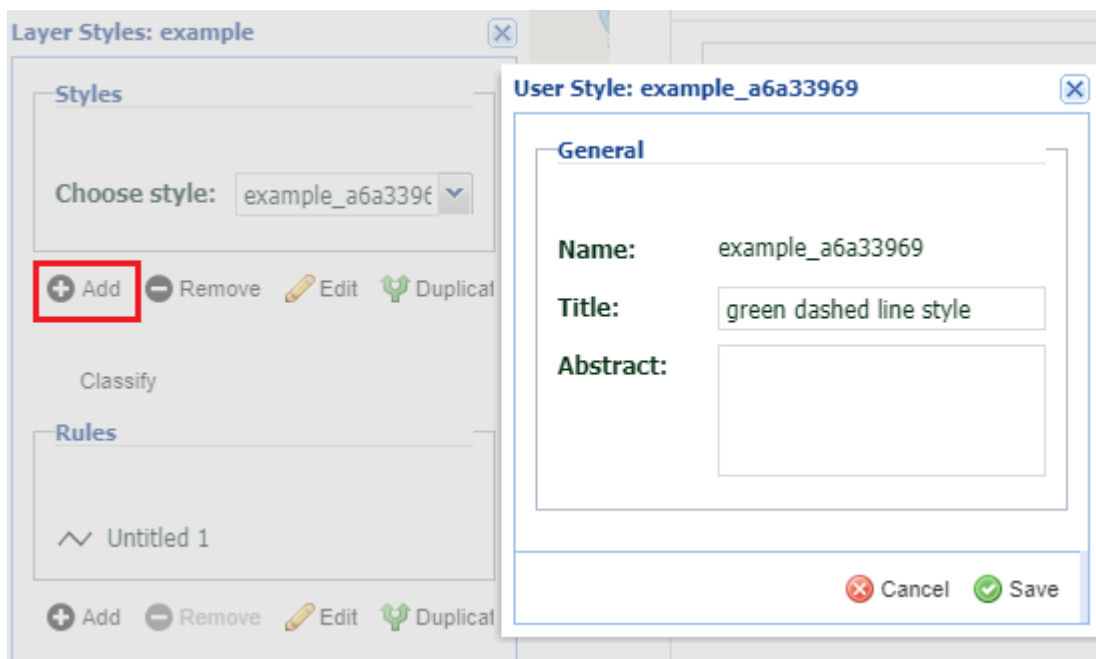 Layer Styles: example
Styles
Choose style: example_a6a3396
Add Remove Edit Duplicat
Classify
Rules
Untitled 1
Add Remove Edit Duplicat
User Style: example_a6a33969
General
Name: example_a6a33969
Title: green dashed line style
Abstract:
Cancel Save